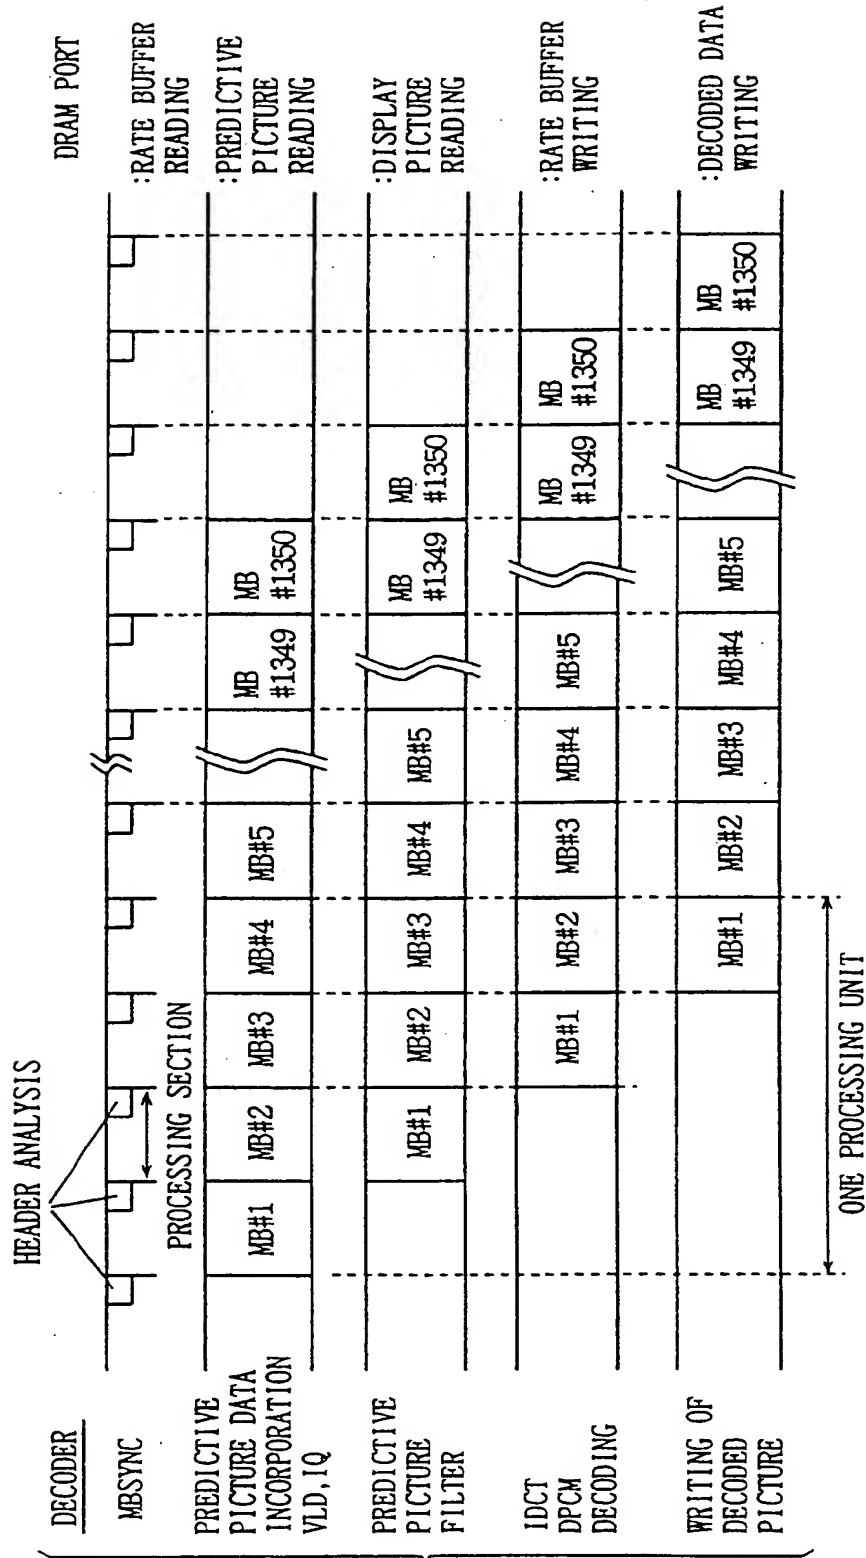 HEADER ANALYSIS
DECODER
DRAM PORT
MBSYNC
:RATE BUFFER
READING
PROCESSING SECTION
PREDICTIVE
PICTURE DATA
INCORPORATION
VLD,IQ
MB#1
MB#2
MB#3
MB#4
MB#5
MB
#1349
MB
#1350
:PREDICTIVE
PICTURE
READING
PREDICTIVE
PICTURE
FILTER
MB#1
MB#2
MB#3
MB#4
MB#5
MB
#1349
MB
#1350
:DISPLAY
PICTURE
READING
IDCT
DPCM
DECODING
MB#1
MB#2
MB#3
MB#4
MB#5
MB
#1349
MB
#1350
:RATE BUFFER
WRITING
WRITING OF
DECODED
PICTURE
MB#1
MB#2
MB#3
MB#4
MB#5
MB
#1349
MB
#1350
:DECODED DATA
WRITING
ONE PROCESSING UNIT